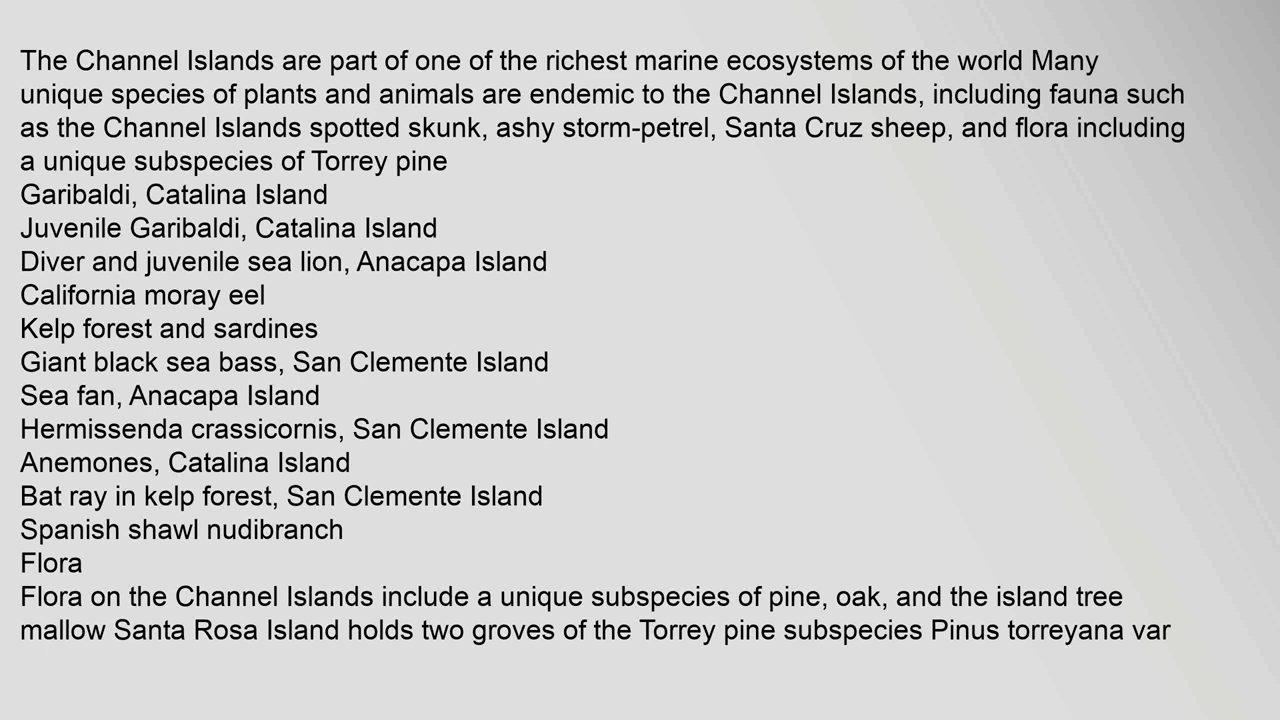 The Channel Islands are part of one of the richest marine ecosystems of the world Many
unique species of plants and animals are endemic to the Channel Islands, including fauna such
as the Channel Islands spotted skunk, ashy storm-petrel, Santa Cruz sheep, and flora including
a unique subspecies of Torrey pine
Garibaldi, Catalina Island
Juvenile Garibaldi, Catalina Island
Diver and juvenile sea lion, Anacapa Island
California moray eel
Kelp forest and sardines
Giant black sea bass, San Clemente Island
Sea fan, Anacapa Island
Hermissenda crassicornis, San Clemente Island
Anemones, Catalina Island
Bat ray in kelp forest, San Clemente Island
Spanish shawl nudibranch
Flora
Flora on the Channel Islands include a unique subspecies of pine, oak, and the island tree
mallow Santa Rosa Island holds two groves of the Torrey pine subspecies Pinus torreyana var